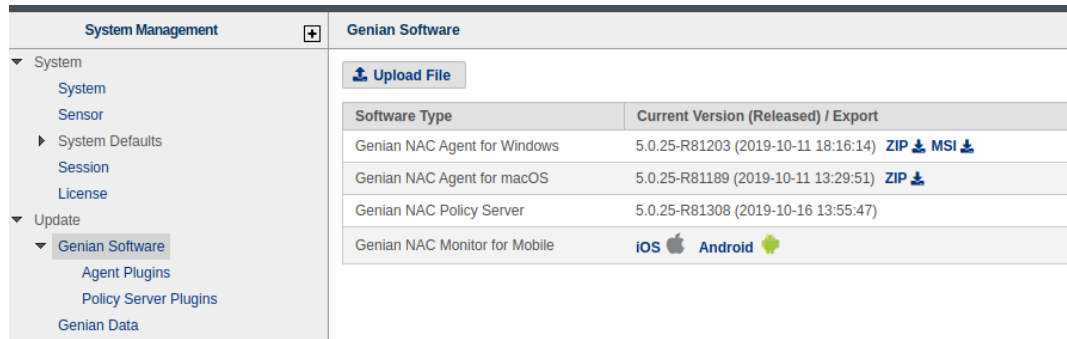 System Management
System
System
Sensor
System Defaults
Session
License
Update
Genian Software
Agent Plugins
Policy Server Plugins
Genian Data
Genian Software
Upload File
Software Type Current Version (Released) / Export
Genian NAC Agent for Windows 5.0.25-R81203 (2019-10-11 18:16:14) ZIP MSI
Genian NAC Agent for macOS 5.0.25-R81189 (2019-10-11 13:29:51) ZIP
Genian NAC Policy Server 5.0.25-R81308 (2019-10-16 13:55:47)
Genian NAC Monitor for Mobile iOS Android